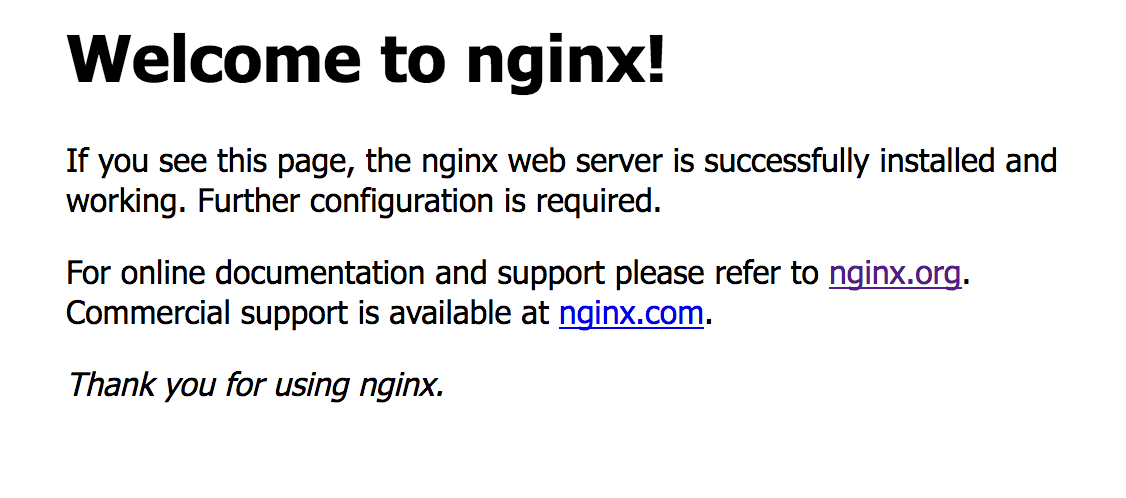 Welcome to nginx!
If you see this page, the nginx web server is successfully installed and
working. Further configuration is required.
For online documentation and support please refer to nginx.org.
Commercial support is available at nginx.com.
Thank you for using nginx.